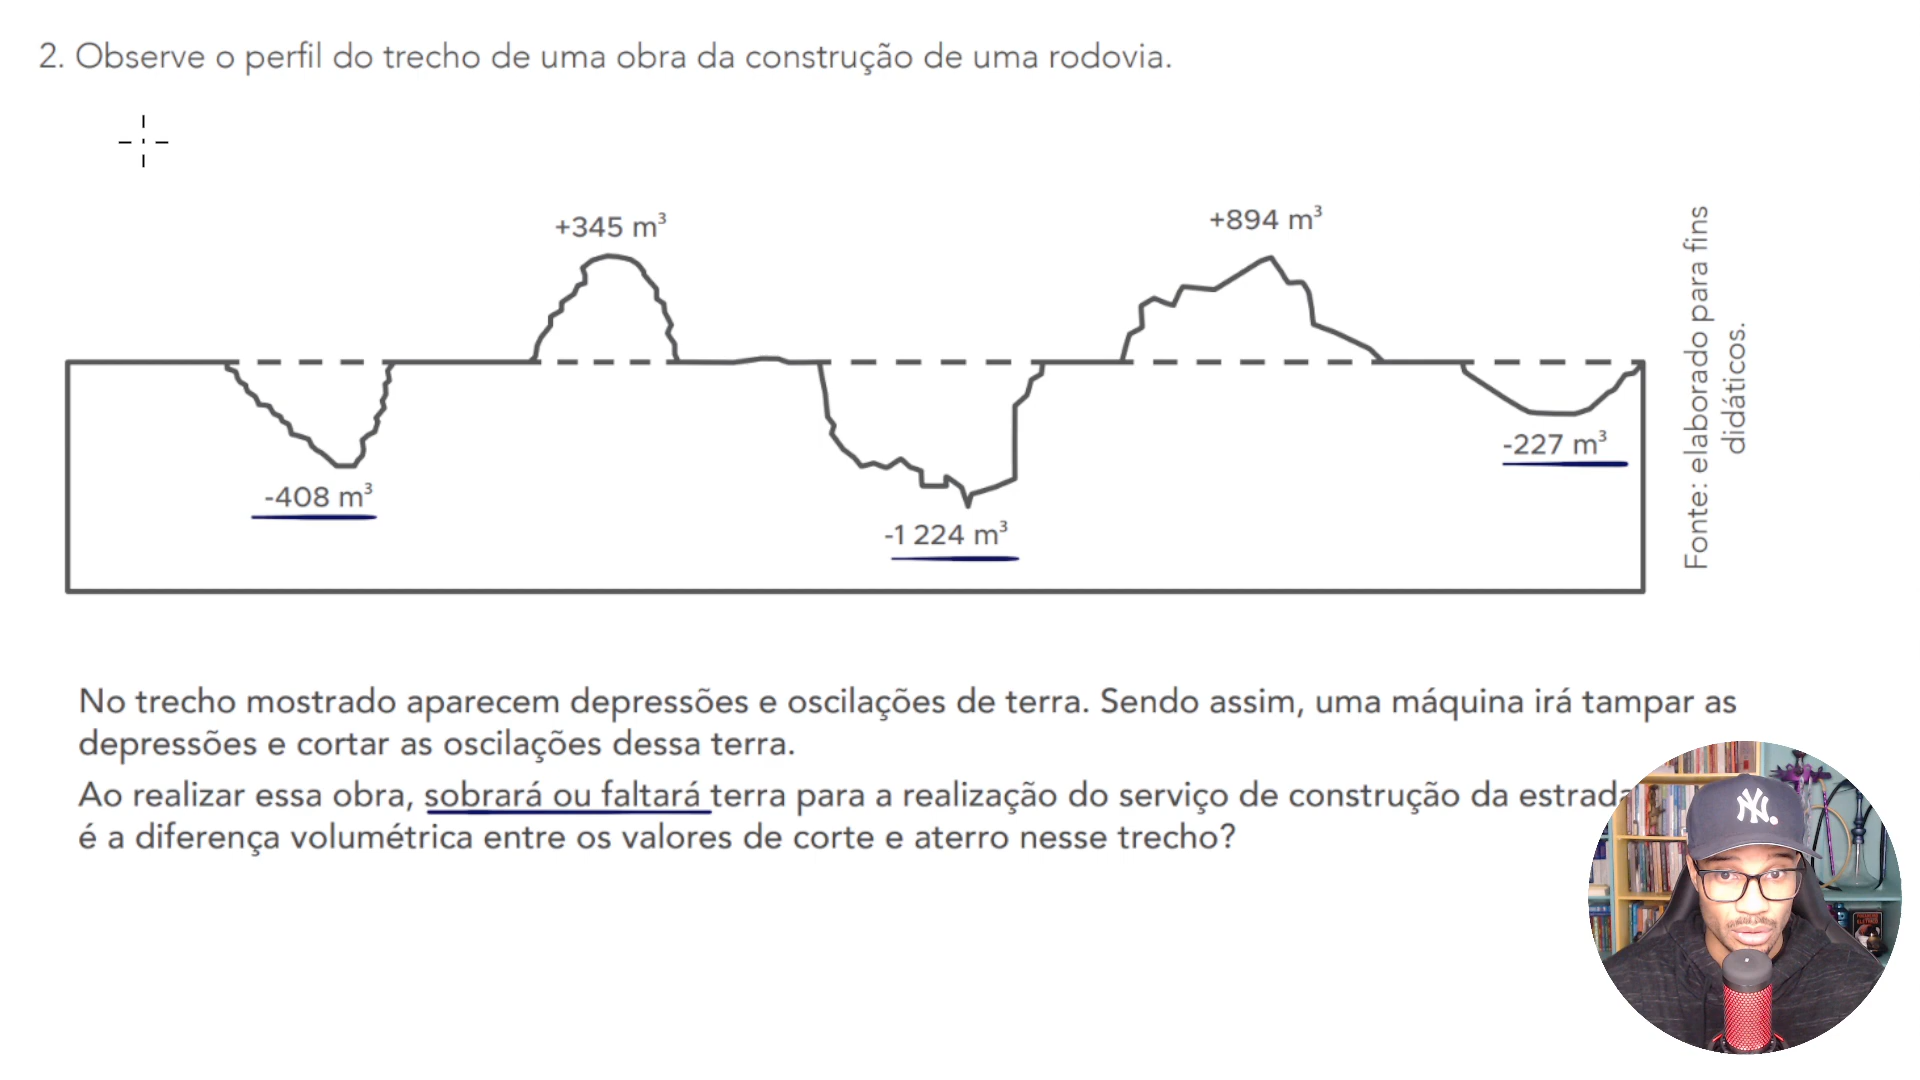 2. Observe o perfil do trecho de uma obra da construção de uma rodovia.
+345 m³
+894 m³
-408 m³
-1 224 m³
-227 m³
Fonte: elaborado para fins
didáticos.
No trecho mostrado aparecem depressões e oscilações de terra. Sendo assim, uma máquina irá tampar as
depressões e cortar as oscilações dessa terra.
Ao realizar essa obra, sobrará ou faltará terra para a realização do serviço de construção da estrada
é a diferença volumétrica entre os valores de corte e aterro nesse trecho?
NY